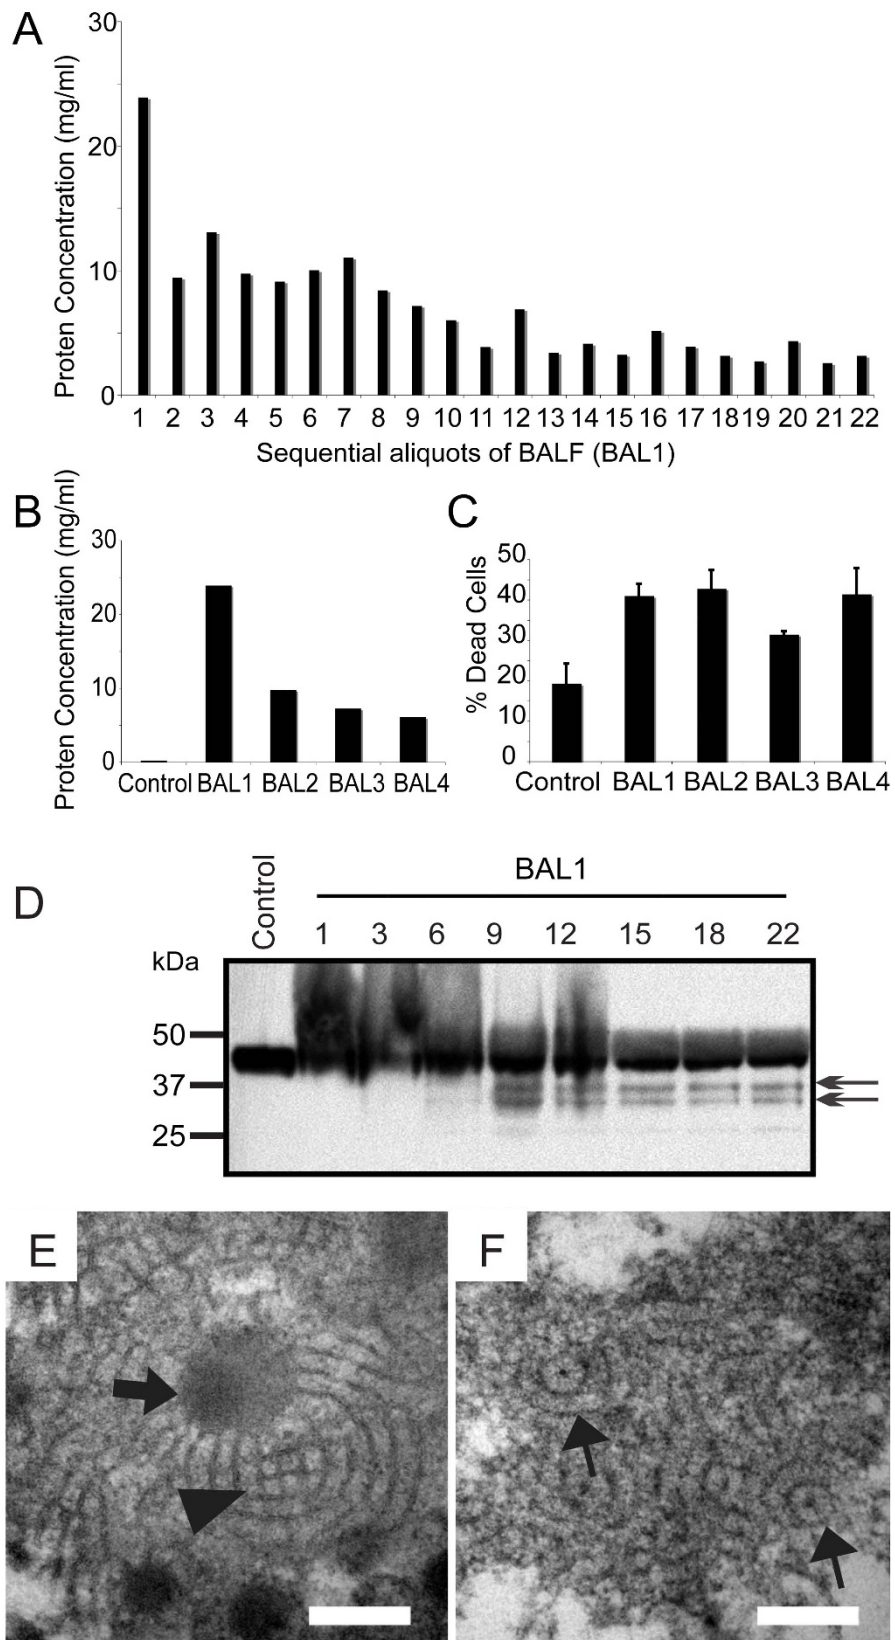 A
Proten Concentration (mg/ml)
30
20
10
0
1 2 3 4 5 6 7 8 9 10 11 12 13 14 15 16 17 18 19 20 21 22
Sequential aliquots of BALF (BAL1)
B
Proten Concentration (mg/ml)
30
20
10
0
Control BAL1 BAL2 BAL3 BAL4
C
% Dead Cells
50
40
30
20
10
0
Control BAL1 BAL2 BAL3 BAL4
D
Control
BAL1
1 3 6 9 12 15 18 22
kDa
50
37
25
E
F